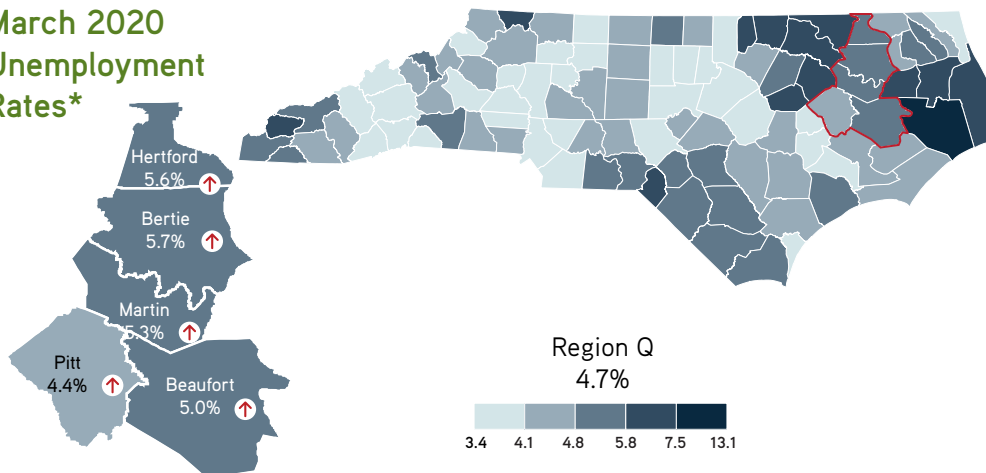 March 2020
Unemployment
Rates*
Hertford
5.6%
Bertie
5.7%
Martin
5.3%
Pitt
4.4%
Beaufort
5.0%
Region Q
4.7%
3.4 4.1 4.8 5.8 7.5 13.1